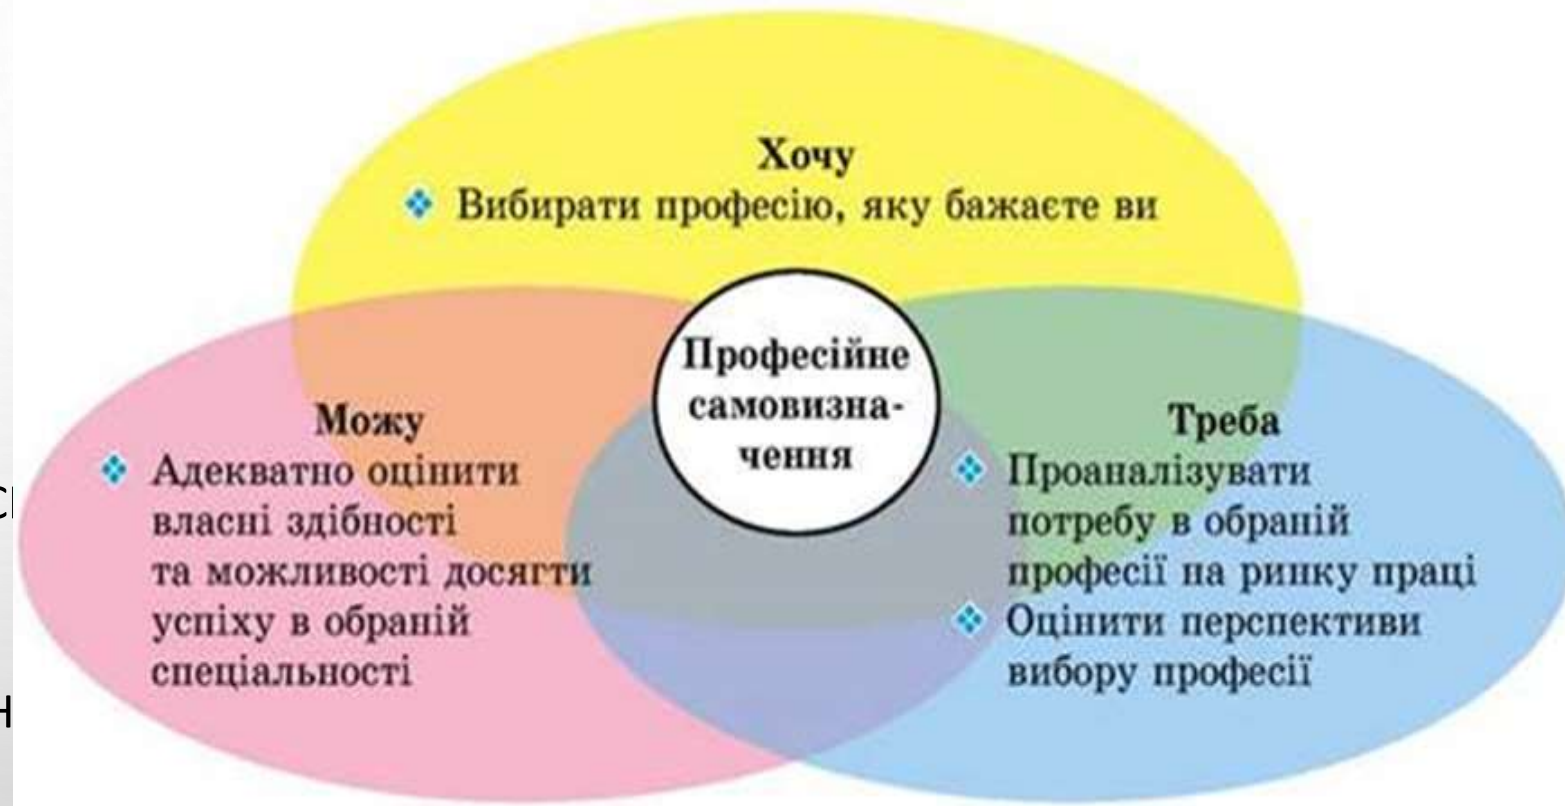 Хочу
❖ Вибирати професію, яку бажаєте ви
Професійне
самовизна-
чення
Можу
❖ Адекватно оцінити
власні здібності
та можливості досягти
успіху в обраній
спеціальності
Треба
❖ Проаналізувати
потребу в обраній
професії на ринку праці
❖ Оцінити перспективи
вибору професії